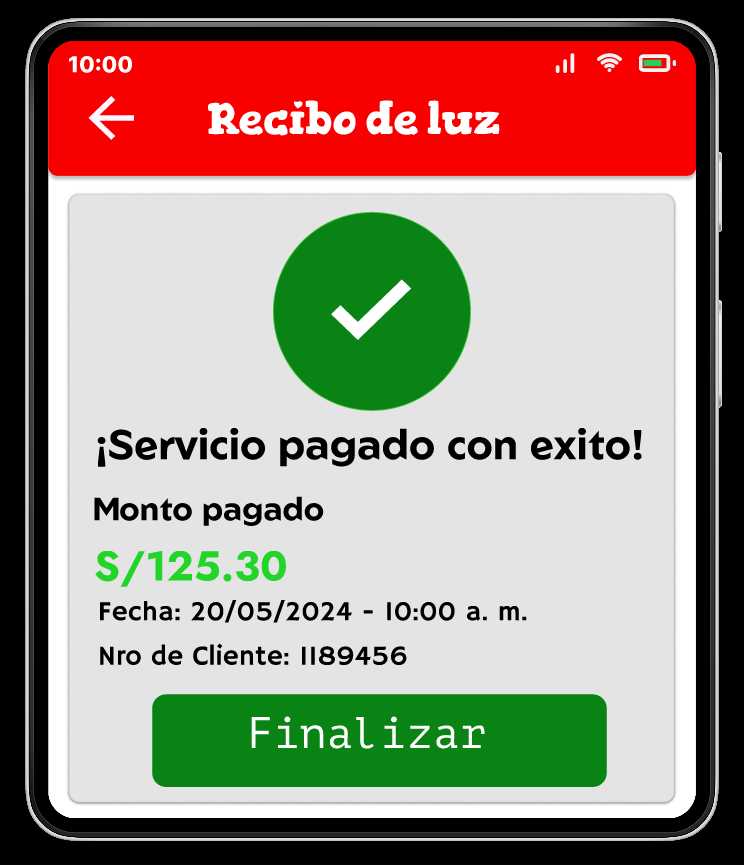 10:00
Recibo de luz
¡Servicio pagado con exito!
Monto pagado
S/125.30
Fecha: 20/05/2024 - 10:00 a. m.
Nro de Cliente: 1189456
Finalizar